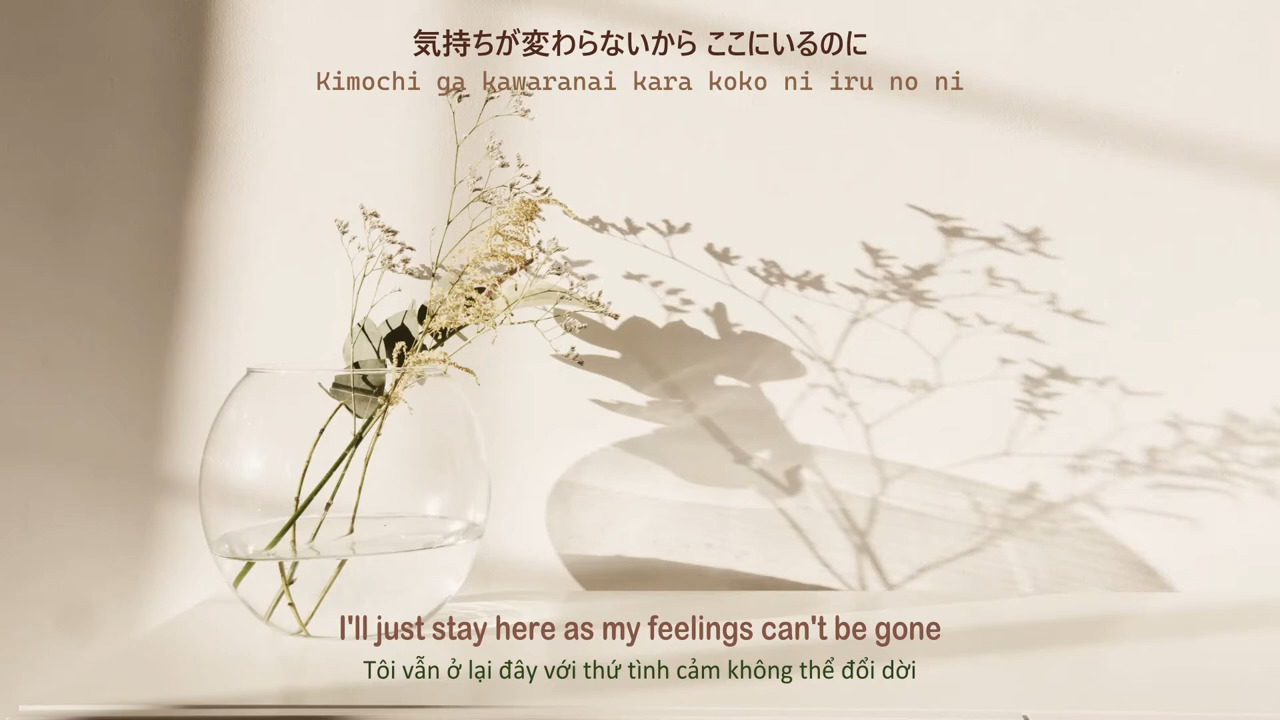 気持ちが変わらないから ここにいるのに
Kimochi ga kawaranai kara koko ni iru no ni
I'll just stay here as my feelings can't be gone
Tôi vẫn ở lại đây với thứ tình cảm không thể đổi dời